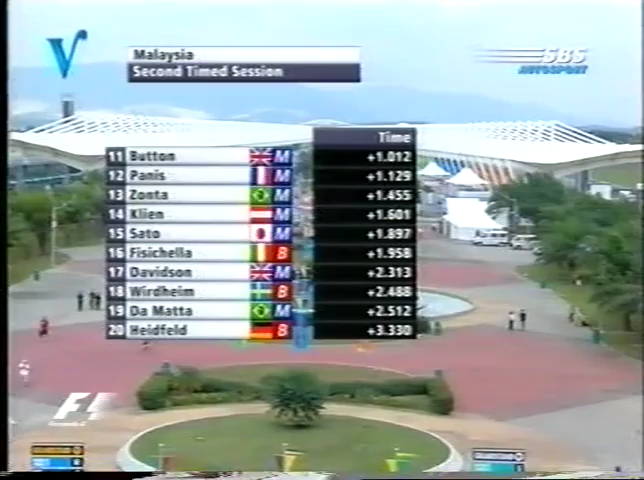 V
Malaysia
Second Timed Session
SBS
AUTOSPORT
Time
11 Button M +1.012
12 Panis M +1.129
13 Zonta M +1.455
14 Klien M +1.601
15 Sato M +1.897
16 Fisichella B +1.958
17 Davidson M +2.313
18 Wirdheim B +2.488
19 Da Matta M +2.512
20 Heidfeld B +3.330
F1